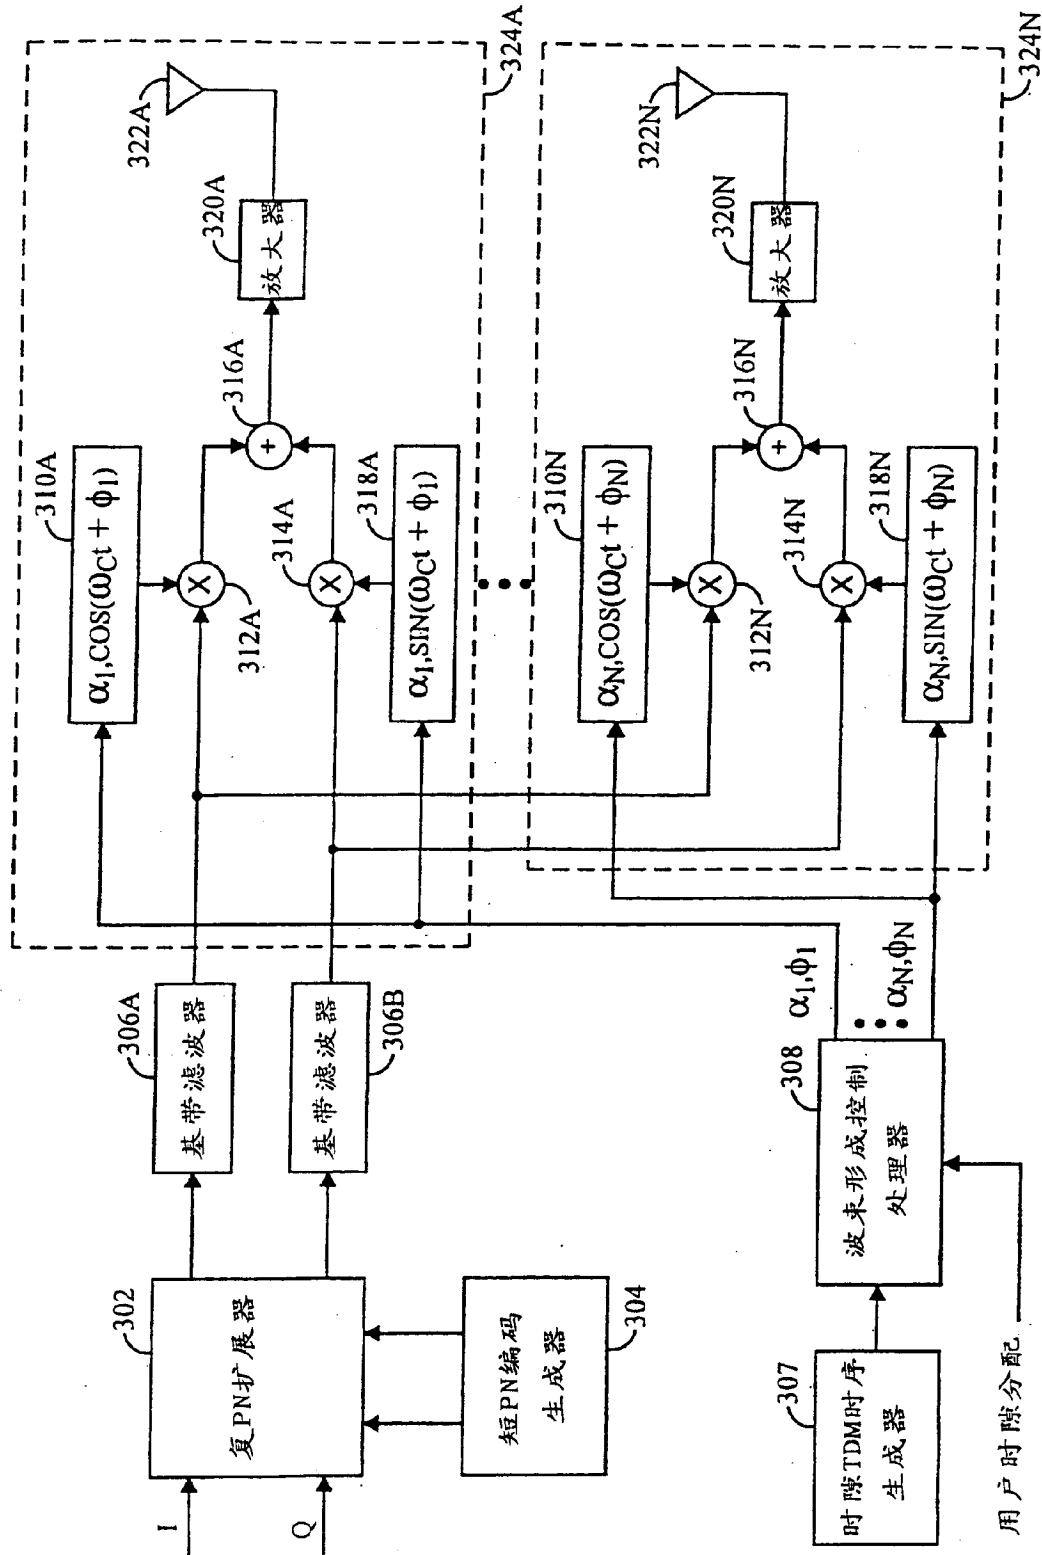 I
Q
复PN扩展器
302
短PN编码
生成器
304
基带滤波器
306A
基带滤波器
306B
时隙TDM时序
生成器
307
用户时隙分配
波束形成控制
处理器
308
α1,ϕ1
αN,ϕN
α1,COS(ωCt + ϕ1)
310A
312A
314A
α1,SIN(ωCt + ϕ1)
318A
316A
放大器
320A
322A
324A
αN,COS(ωCt + ϕN)
310N
312N
314N
αN,SIN(ωCt + ϕN)
318N
316N
放大器
320N
322N
324N